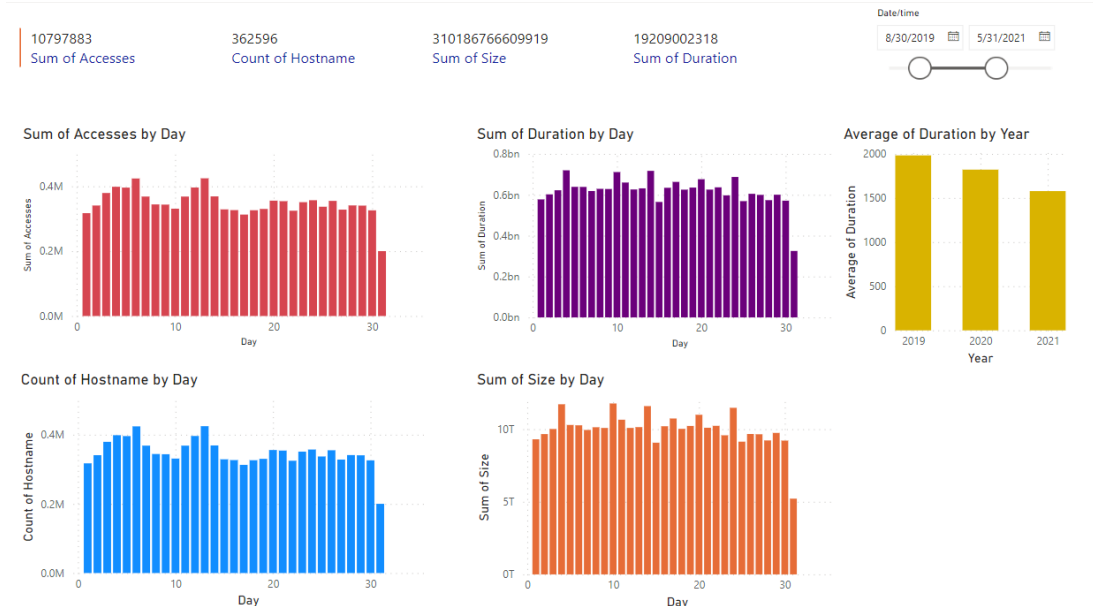 Date/time
8/30/2019 5/31/2021
10797883 362596 310186766609919 19209002318
Sum of Accesses Count of Hostname Sum of Size Sum of Duration
Sum of Accesses by Day
0.4M
0.2M
0.0M
Sum of Accesses
0 10 20 30
Day
Sum of Duration by Day
0.8bn
0.6bn
0.4bn
0.2bn
0.0bn
Sum of Duration
0 10 20 30
Day
Average of Duration by Year
2000
1500
1000
500
0
Average of Duration
2019 2020 2021
Year
Count of Hostname by Day
0.4M
0.2M
0.0M
Count of Hostname
0 10 20 30
Day
Sum of Size by Day
10T
5T
0T
Sum of Size
0 10 20 30
Day